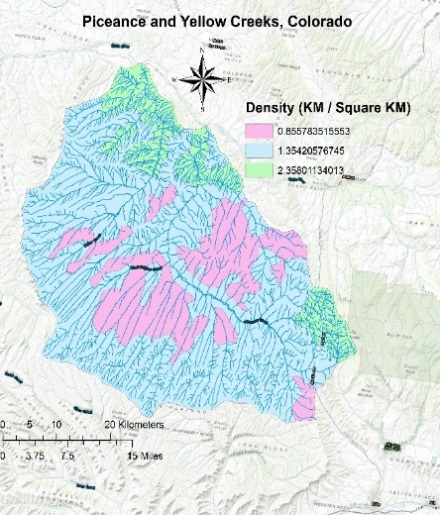 Piceance and Yellow Creeks, Colorado
N
W
E
S
Density (KM / Square KM)
0.855783515553
1.35420576745
2.35801134013
0 5 10 20 Kilometers
0 3.75 7.5 15 Miles